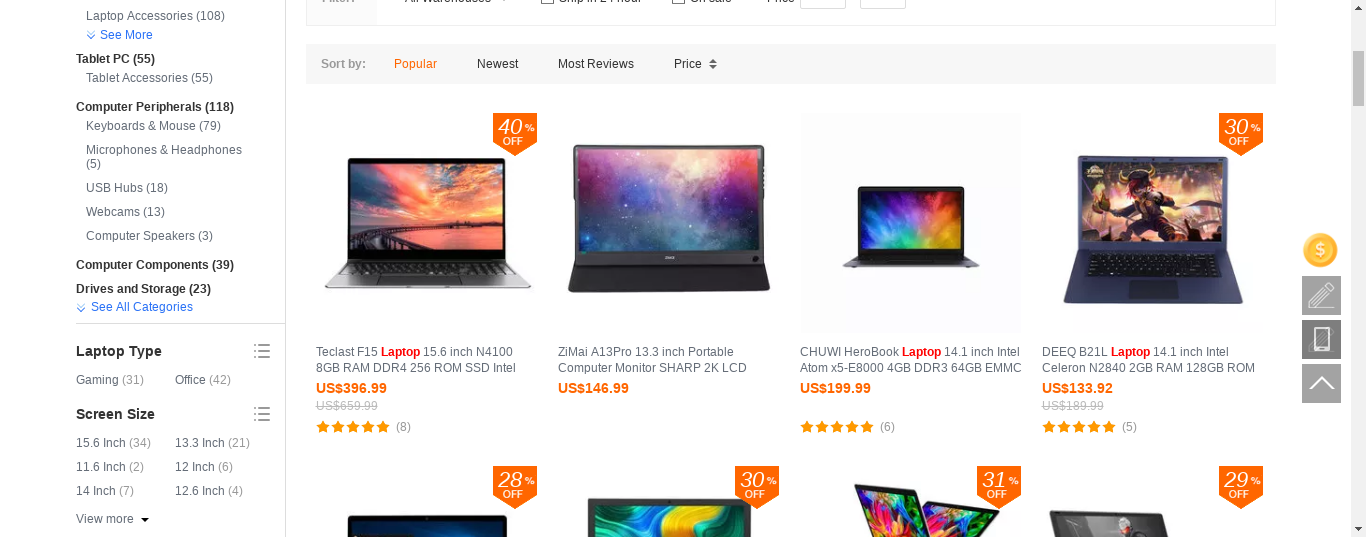 Laptop Accessories (108)
See More
Tablet PC (55)
Tablet Accessories (55)
Computer Peripherals (118)
Keyboards & Mouse (79)
Microphones & Headphones
(5)
USB Hubs (18)
Webcams (13)
Computer Speakers (3)
Computer Components (39)
Drives and Storage (23)
See All Categories
Laptop Type
Gaming (31) Office (42)
Screen Size
15.6 Inch (34) 13.3 Inch (21)
11.6 Inch (2) 12 Inch (6)
14 Inch (7) 12.6 Inch (4)
View more
Sort by: Popular Newest Most Reviews Price
40 %
OFF
30 %
OFF
Teclast F15 Laptop 15.6 inch N4100
8GB RAM DDR4 256 ROM SSD Intel
US$396.99
US$659.99
(8)
ZiMai A13Pro 13.3 inch Portable
Computer Monitor SHARP 2K LCD
US$146.99
CHUWI HeroBook Laptop 14.1 inch Intel
Atom x5-E8000 4GB DDR3 64GB EMMC
US$199.99
(6)
DEEQ B21L Laptop 14.1 inch Intel
Celeron N2840 2GB RAM 128GB ROM
US$133.92
US$189.99
(5)
28 %
OFF
30 %
OFF
31 %
OFF
29 %
OFF